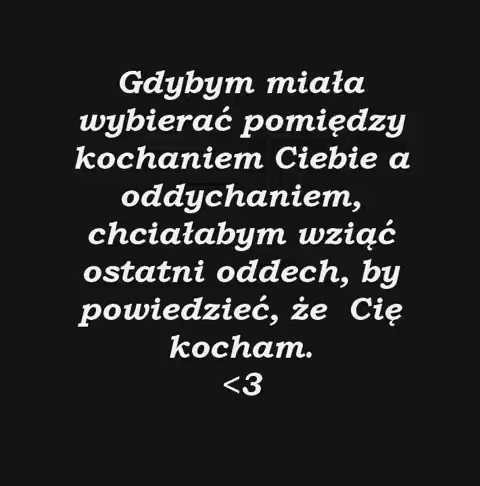 Gdybym miała
wybierać pomiędzy
kochaniem Ciebie a
oddychaniem,
chciałabym wziąć
ostatni oddech, by
powiedzieć, że  Cię
kocham.
<3